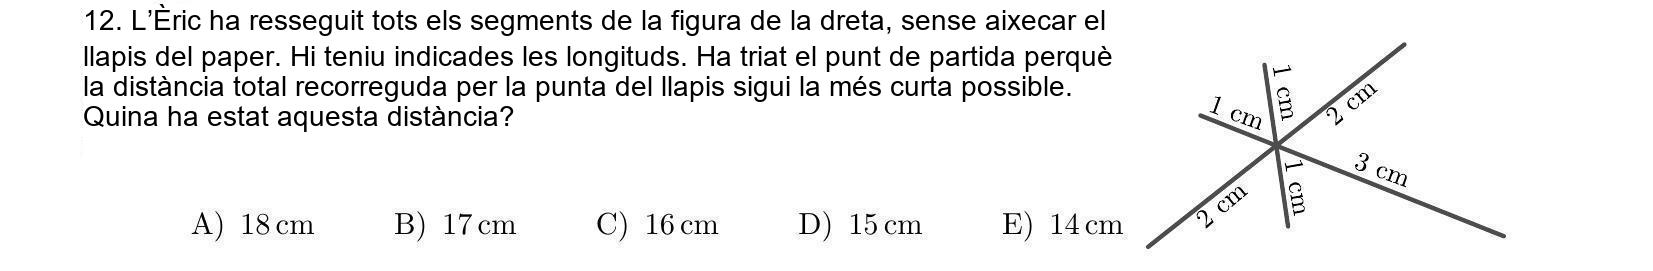 12. L’Èric ha resseguit tots els segments de la figura de la dreta, sense aixecar el
llapis del paper. Hi teniu indicades les longituds. Ha triat el punt de partida perquè
la distància total recorreguda per la punta del llapis sigui la més curta possible.
Quina ha estat aquesta distància?
1 cm
1 cm
2 cm
3 cm
2 cm
1 cm
A) 18 cm B) 17 cm C) 16 cm D) 15 cm E) 14 cm